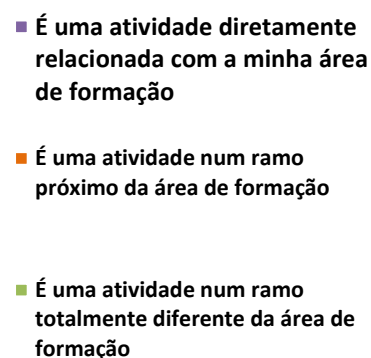 É uma atividade diretamente
relacionada com a minha área
de formação
É uma atividade num ramo
próximo da área de formação
É uma atividade num ramo
totalmente diferente da área de
formação